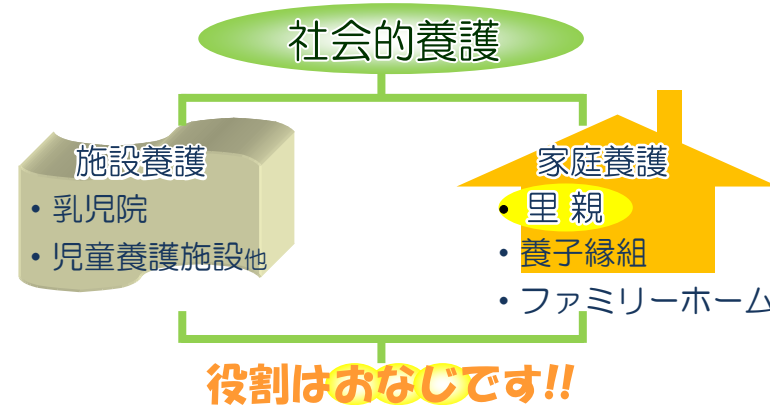 社会的養護
施設養護
・乳児院
・児童養護施設他
家庭養護
・里 親
・養子縁組
・ファミリーホーム
役割はおなじです!!